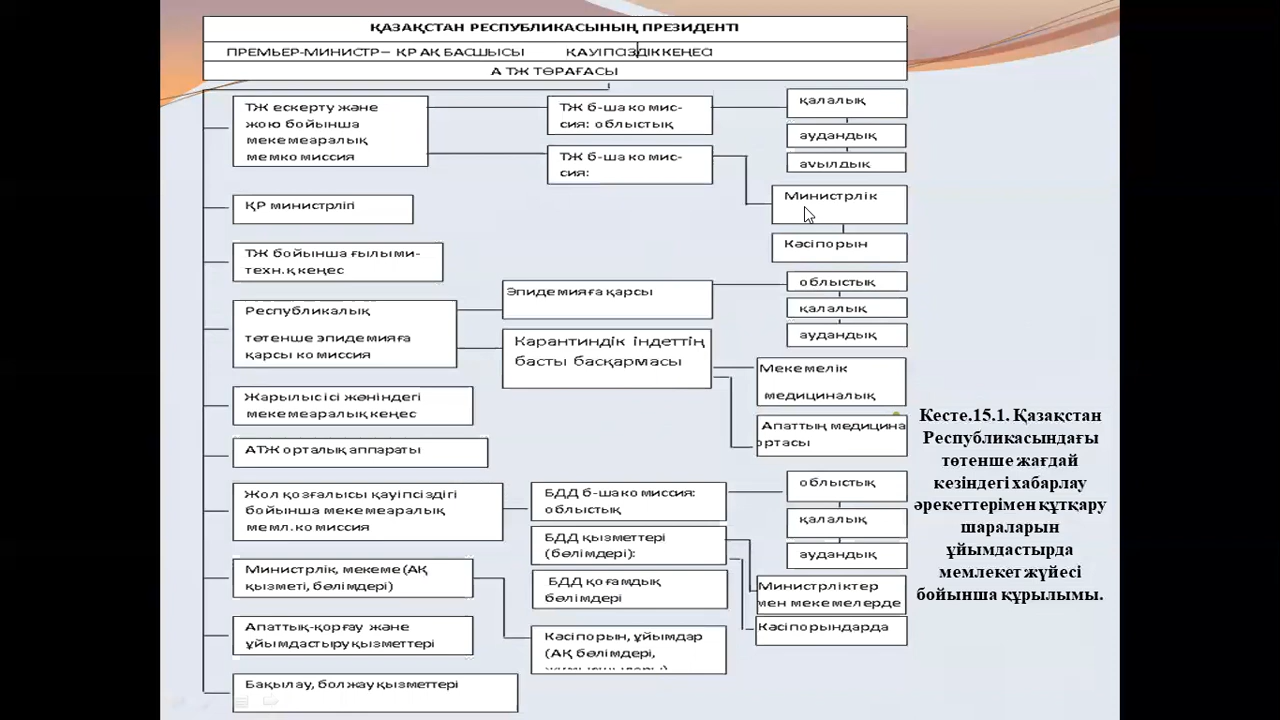 ҚАЗАҚСТАН РЕСПУБЛИКАСЫНЫҢ ПРЕЗИДЕНТІ
ПРЕМЬЕР-МИНИСТР– ҚР АҚ БАСШЫСЫ ҚАУІПСІЗДІК КЕҢЕСІ
А ТЖ ТӨРАҒАСЫ
ТЖ ескерту және
жою бойынша
мекемеаралық
мемкомиссия
ТЖ б-ша комис-
сия: облыстық
қалалық
аудандық
ауылдық
ТЖ б-ша комис-
сия:
Министрлік
Кәсіпорын
ҚР министрлігі
ТЖ бойынша ғылыми-
техн.қ кеңес
Республикалық
төтенше эпидемияға
қарсы комиссия
Эпидемияға қарсы
облыстық
қалалық
аудандық
Карантиндік індеттің
басты басқармасы
Мекемелік
медициналық
Апаттың медицина
ортасы
Жарылыс ісі жөніндегі
мекемеаралық кеңес
АТЖ орталық аппараты
Жол қозғалысы қауіпсіздігі
бойынша мекемеаралық
мемл.комиссия
БДД б-ша комиссия:
облыстық
облыстық
қалалық
аудандық
БДД қызметтері
(бөлімдері):
Министрліктер
мен мекемелерде
Кәсіпорындарда
БДД қоғамдық
бөлімдері
Министрлік, мекеме (АҚ
қызметі, бөлімдері)
Кәсіпорын, ұйымдар
(АҚ бөлімдері,
Апаттық-қорғау және
ұйымдастыру қызметтері
Бақылау, болжау қызметтері
Кесте.15.1. Қазақстан
Республикасындағы
төтенше жағдай
кезіндегі хабарлау
әрекеттерімен құтқару
шараларын
ұйымдастырда
мемлекет жүйесі
бойынша құрылымы.